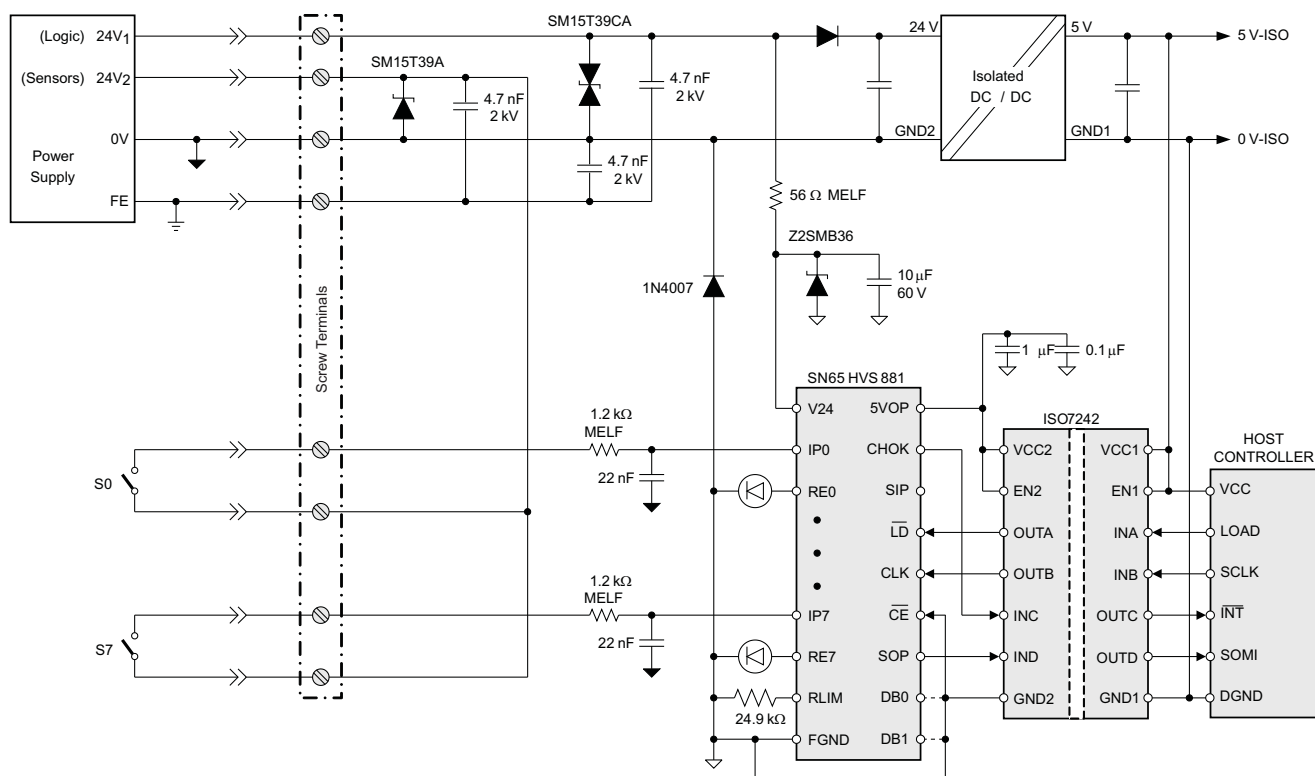 SM15T39CA
(Logic) 24V1
24 V
5 V
5 V-ISO
(Sensors) 24V2
SM15T39A
4.7 nF
2 kV
4.7 nF
2 kV
Isolated
DC / DC
0V
GND2
GND1
0 V-ISO
Power
Supply
4.7 nF
2 kV
FE
56 Ω MELF
Z2SMB36
1N4007
10 μF
60 V
Screw Terminals
1 μF
0.1 μF
SN65 HVS 881
V24
5VOP
ISO7242
1.2 kΩ
MELF
HOST
CONTROLLER
IP0
CHOK
VCC2
VCC1
S0
22 nF
RE0
SIP
EN2
EN1
VCC
LD
OUTA
INA
LOAD
CLK
OUTB
INB
SCLK
1.2 kΩ
MELF
IP7
CE
INC
OUTC
INT
S7
22 nF
RE7
SOP
IND
OUTD
SOMI
RLIM
DB0
GND2
GND1
DGND
24.9 kΩ
FGND
DB1